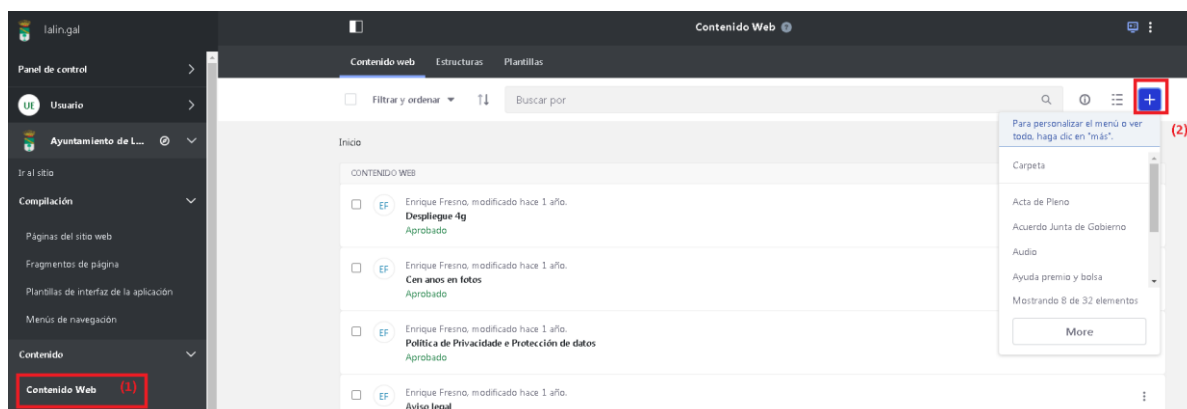 lalin.gal
Contenido Web
Panel de control
Contenido web Estructuras Plantillas
UE Usuario
Filtrar y ordenar Buscar por
(2)
Ayuntamiento de L...
Para personalizar el menú o ver
todo, haga clic en "más".
Ir al sitio
Inicio
Carpeta
Compilación
CONTENIDO WEB
Páginas del sitio web
EF Enrique Fresno, modificado hace 1 año.
Despliegue 4g
Aprobado
Acta de Pleno
Acuerdo Junta de Gobierno
Audio
Ayuda premio y bolsa
Mostrando 8 de 32 elementos
More
Fragmentos de página
EF Enrique Fresno, modificado hace 1 año.
Cen anos en fotos
Aprobado
Plantillas de interfaz de la aplicación
Menús de navegación
EF Enrique Fresno, modificado hace 1 año.
Política de Privacidade e Protección de datos
Aprobado
Contenido
Contenido Web (1)
EF Enrique Fresno, modificado hace 1 año.
Aviso legal